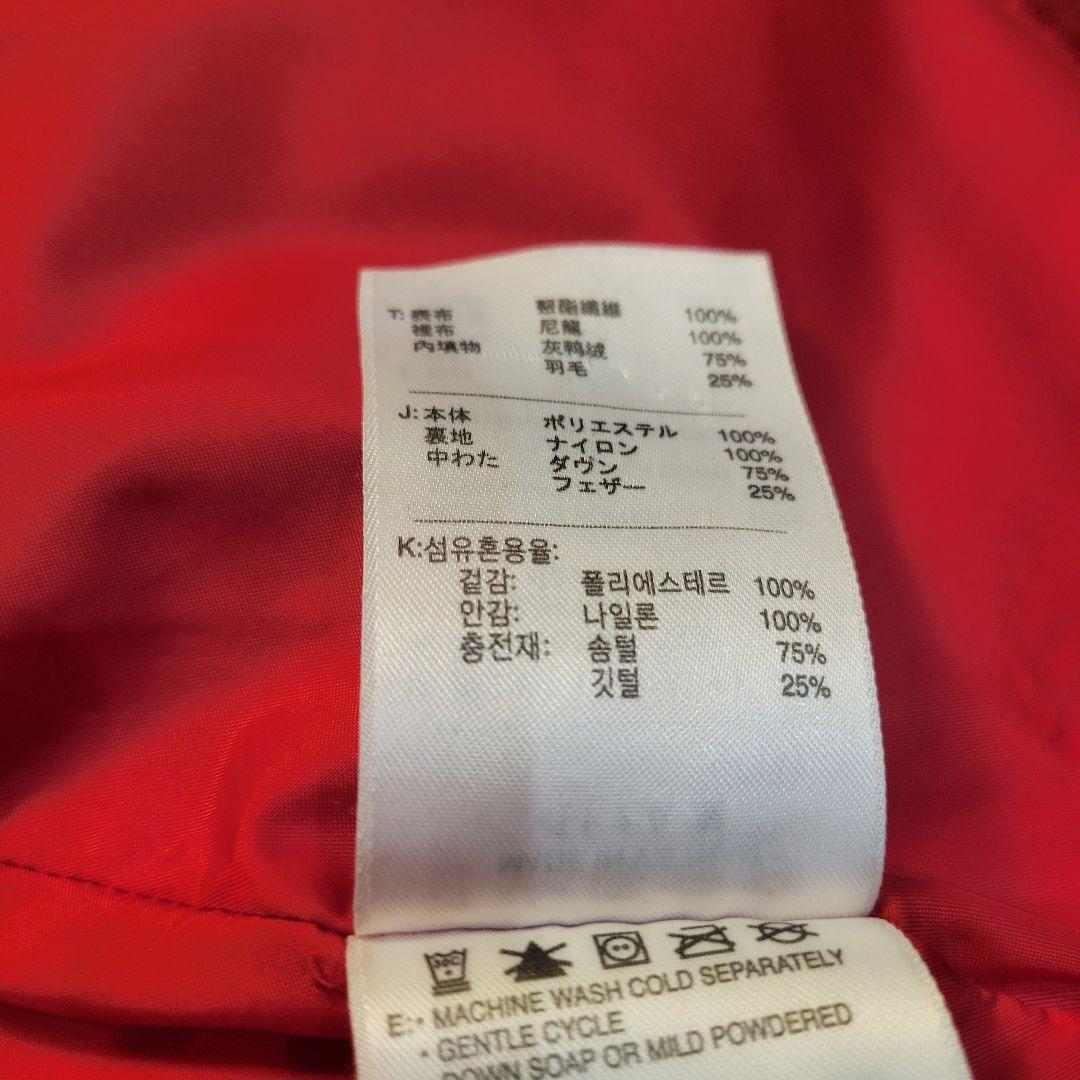 T: 表布 聚酯纖維 100%
裡布 尼龍 100%
內填物 灰鸭绒 75%
羽毛 25%
J: 本体 ポリエステル 100%
裏地 ナイロン 100%
中わた ダヴン 75%
フェザー 25%
K:섬유혼용율:
겉감: 폴리에스테르 100%
안감: 나일론 100%
충전재: 솜털 75%
깃털 25%
E:• MACHINE WASH COLD SEPARATELY
• GENTLE CYCLE
DOWN SOAP OR MILD POWDERED